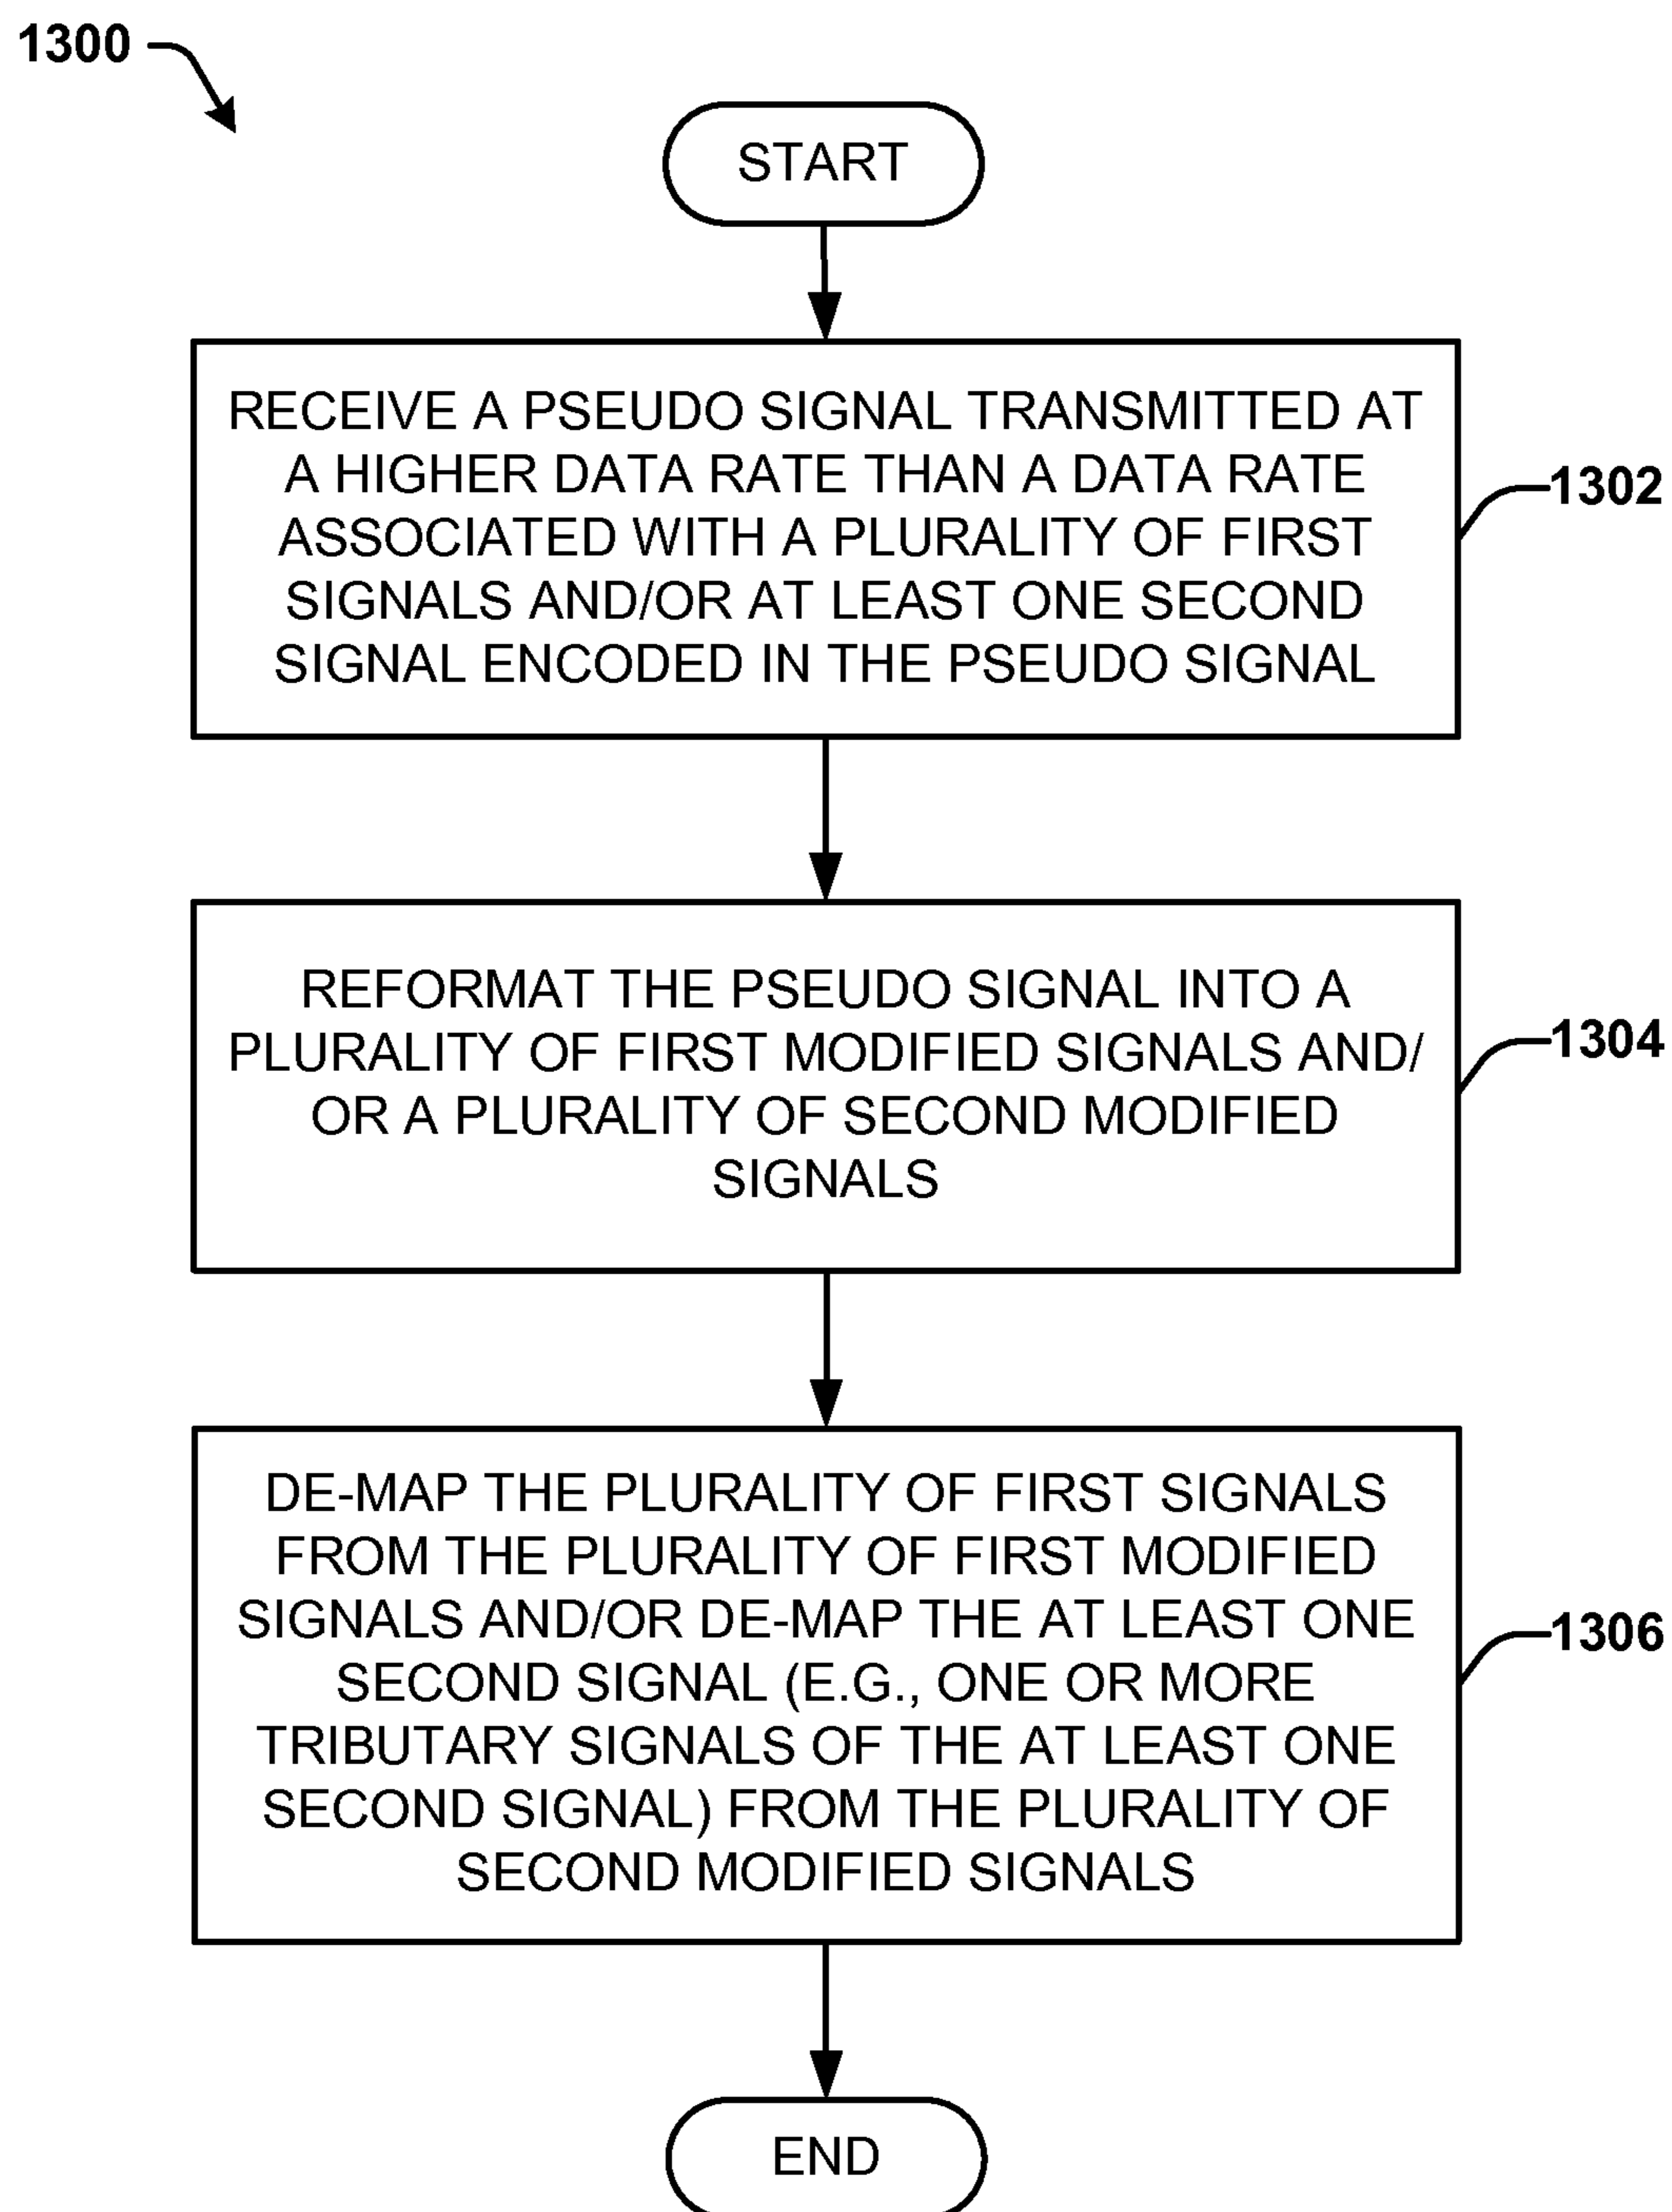 1300
START
RECEIVE A PSEUDO SIGNAL TRANSMITTED AT
A HIGHER DATA RATE THAN A DATA RATE
ASSOCIATED WITH A PLURALITY OF FIRST
SIGNALS AND/OR AT LEAST ONE SECOND
SIGNAL ENCODED IN THE PSEUDO SIGNAL
1302
REFORMAT THE PSEUDO SIGNAL INTO A
PLURALITY OF FIRST MODIFIED SIGNALS AND/
OR A PLURALITY OF SECOND MODIFIED
SIGNALS
1304
DE-MAP THE PLURALITY OF FIRST SIGNALS
FROM THE PLURALITY OF FIRST MODIFIED
SIGNALS AND/OR DE-MAP THE AT LEAST ONE
SECOND SIGNAL (E.G., ONE OR MORE
TRIBUTARY SIGNALS OF THE AT LEAST ONE
SECOND SIGNAL) FROM THE PLURALITY OF
SECOND MODIFIED SIGNALS
1306
END